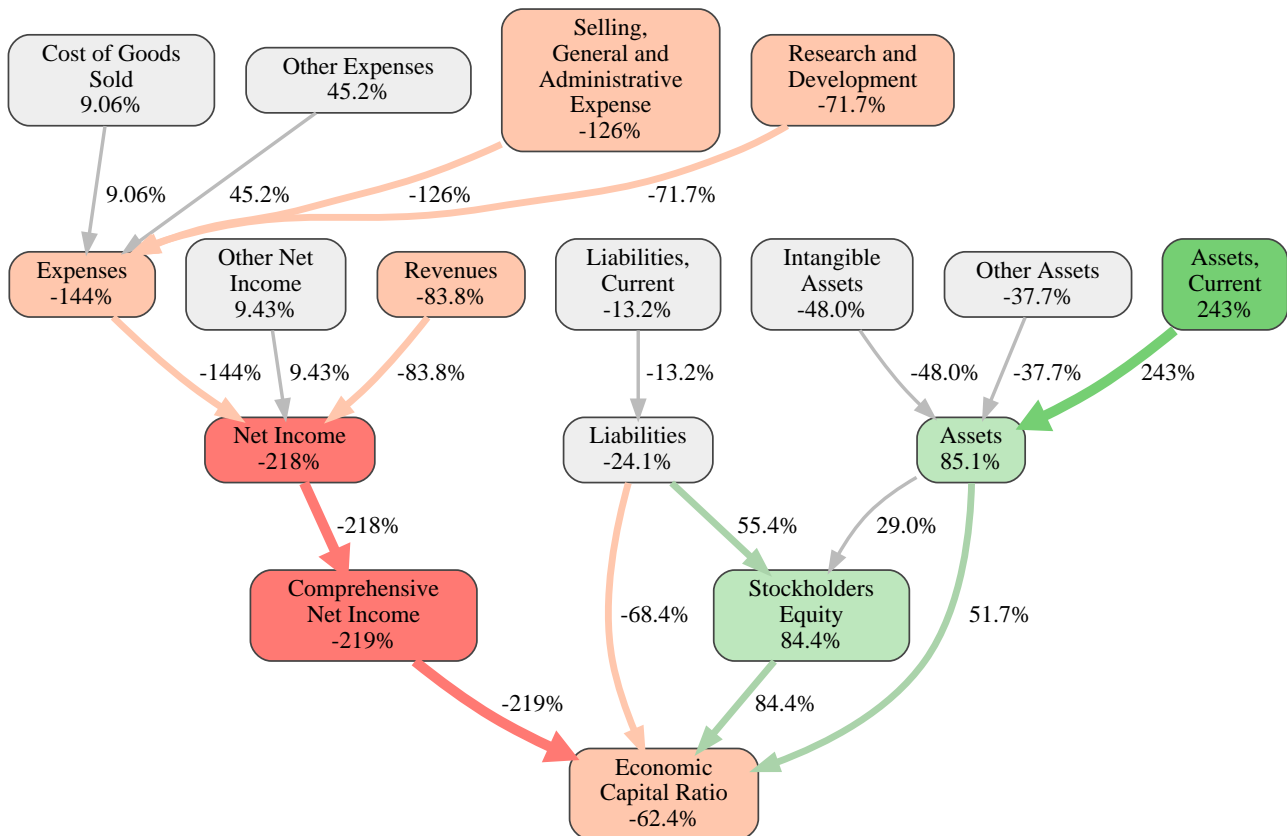 Cost of Goods
Sold
9.06%
Other Expenses
45.2%
Selling,
General and
Administrative
Expense
-126%
Research and
Development
-71.7%
9.06%
45.2%
-126%
-71.7%
Expenses
-144%
Other Net
Income
9.43%
Revenues
-83.8%
Liabilities,
Current
-13.2%
Intangible
Assets
-48.0%
Other Assets
-37.7%
Assets,
Current
243%
-144%
9.43%
-83.8%
-13.2%
-48.0%
-37.7%
243%
Net Income
-218%
Liabilities
-24.1%
Assets
85.1%
-218%
55.4%
29.0%
Comprehensive
Net Income
-219%
-68.4%
Stockholders
Equity
84.4%
51.7%
-219%
84.4%
Economic
Capital Ratio
-62.4%